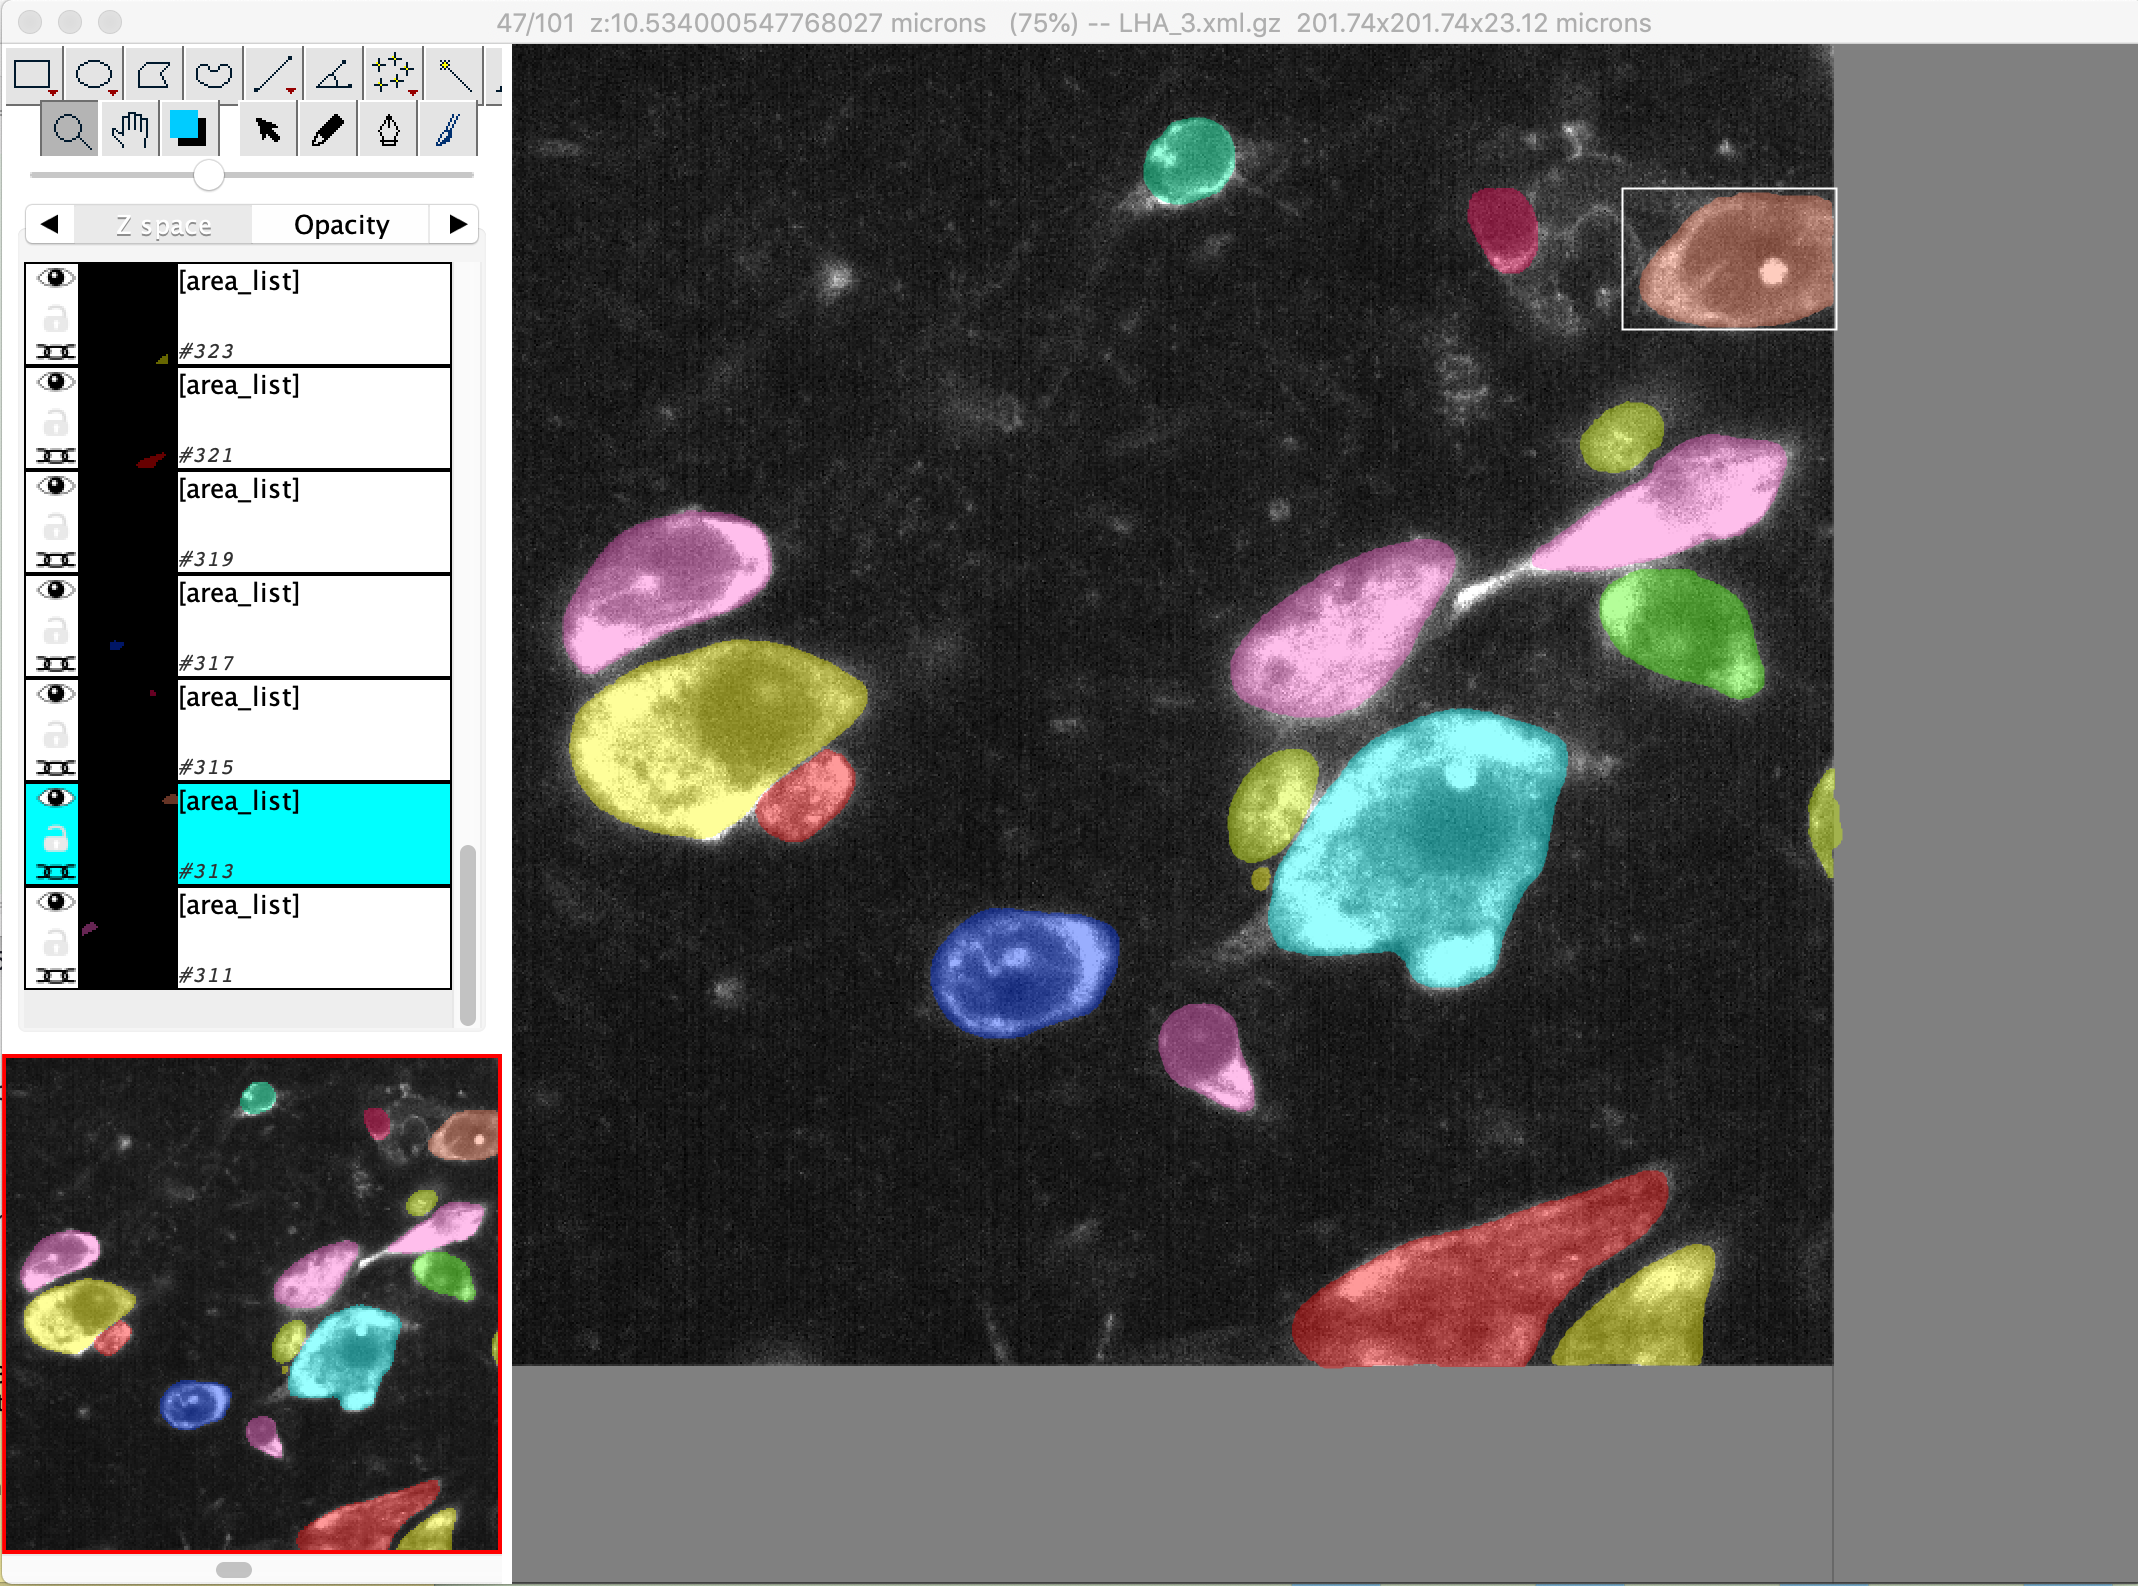 47/101 z:10.534000547768027 microns (75%) -- LHA_3.xml.gz 201.74x201.74x23.12 microns
Z space Opacity
[area_list]
#323
[area_list]
#321
[area_list]
#319
[area_list]
#317
[area_list]
#315
[area_list]
#313
[area_list]
#311